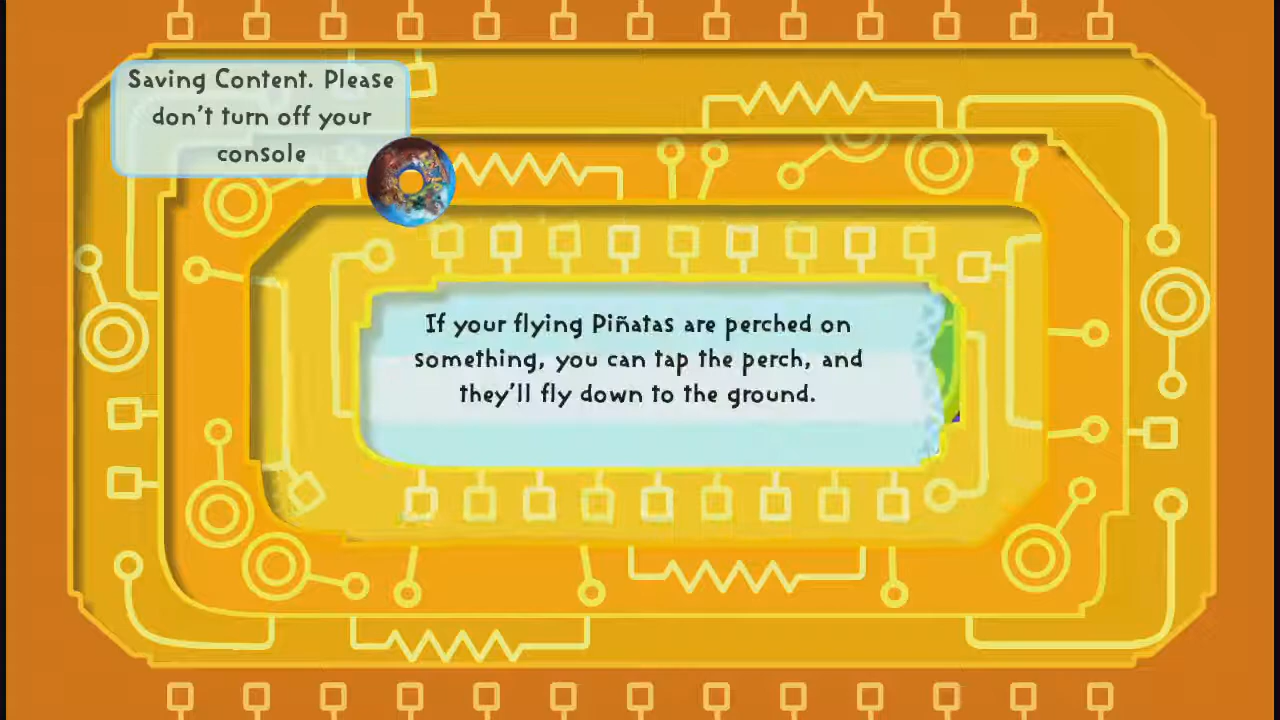 Saving Content. Please
don't turn off your
console
If your flying Piñatas are perched on
something, you can tap the perch, and
they'll fly down to the ground.